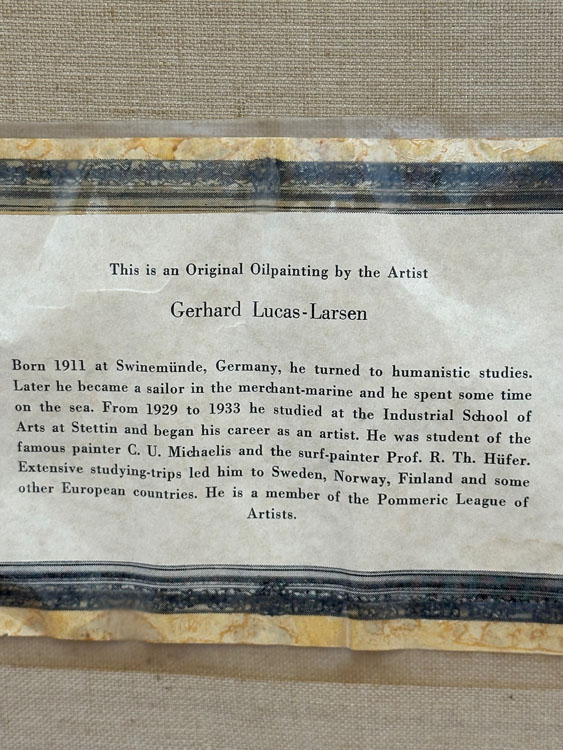 This is an Original Oilpainting by the Artist
Gerhard Lucas-Larsen
Born 1911 at Swinemünde, Germany, he turned to humanistic studies.
Later he became a sailor in the merchant-marine and he spent some time
on the sea. From 1929 to 1933 he studied at the Industrial School of
Arts at Stettin and began his career as an artist. He was student of the
famous painter C. U. Michaelis and the surf-painter Prof. R. Th. Hüfer.
Extensive studying-trips led him to Sweden, Norway, Finland and some
other European countries. He is a member of the Pommeric League of
Artists.